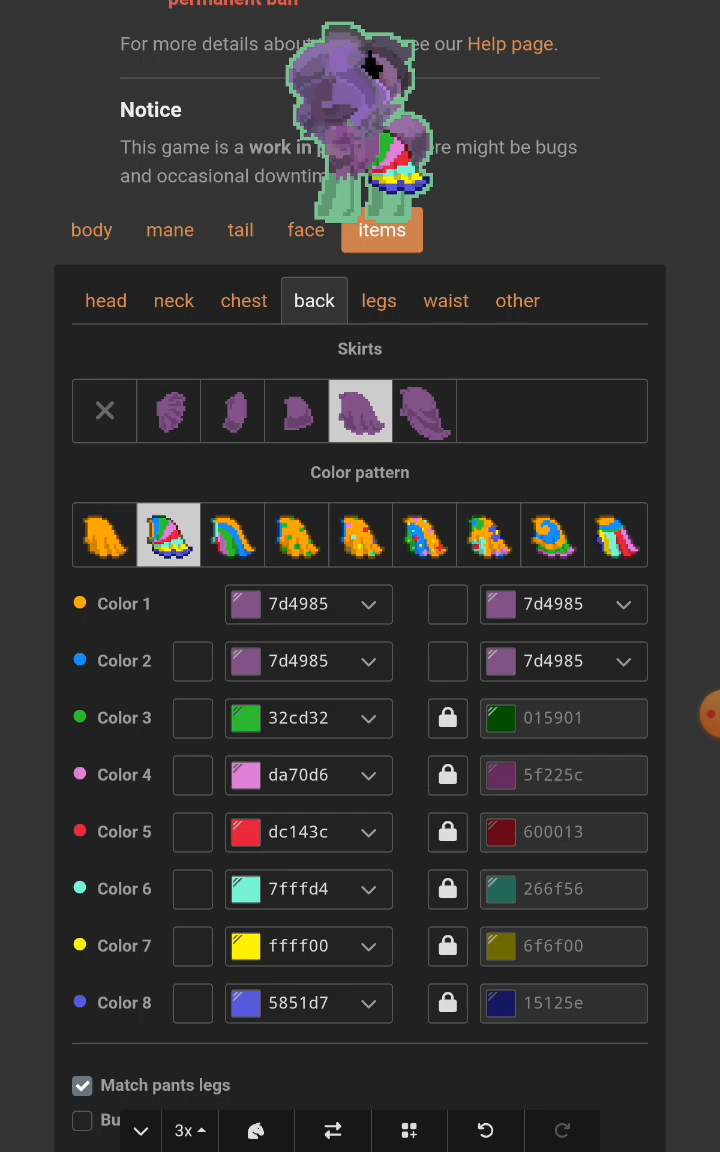 permanent ban
For more details about ee our Help page.
Notice
This game is a work in p re might be bugs
and occasional downtim
body mane tail face items
head neck chest back legs waist other
Skirts
Color pattern
Color 1 7d4985 7d4985
Color 2 7d4985 7d4985
Color 3 32cd32 015901
Color 4 da70d6 5f225c
Color 5 dc143c 600013
Color 6 7fffd4 266f56
Color 7 ffff00 6f6f00
Color 8 5851d7 15125e
Match pants legs
Bu
3x